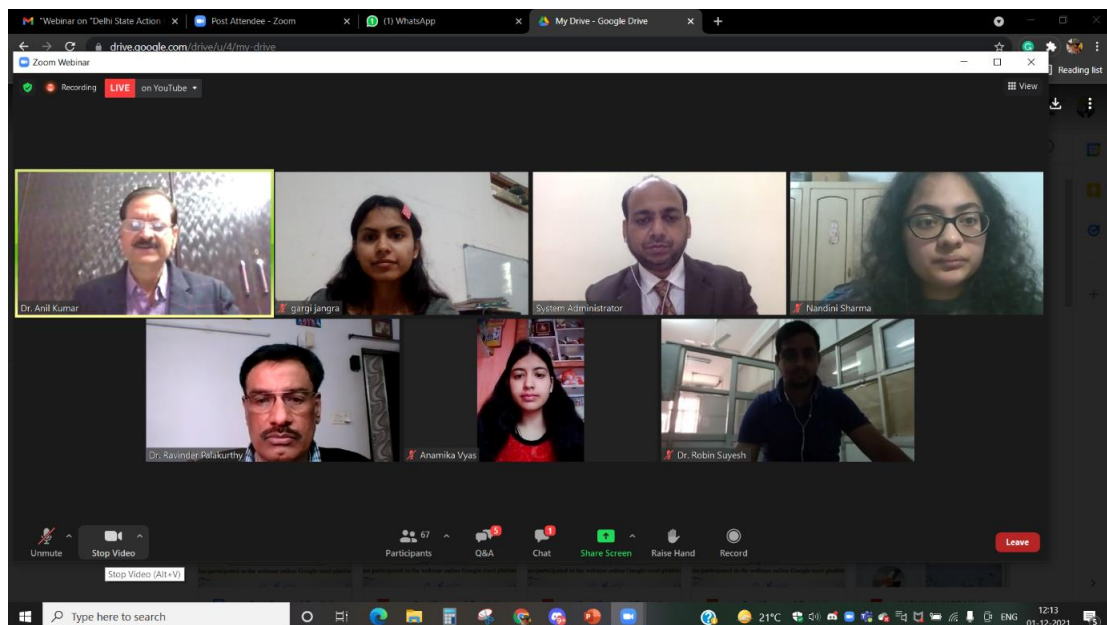 "Webinar on "Delhi State Action
Post Attendee - Zoom
(1) WhatsApp
My Drive - Google Drive
drive.google.com/drive/u/4/my-drive
Reading list
Zoom Webinar
Recording
LIVE on YouTube
View
Dr. Anil Kumar
gargi jangra
System Administrator
Nandini Sharma
Dr. Ravinder Palakurthy
Anamika Vyas
Dr. Robin Suyesh
Unmute
Stop Video
67
Participants
5
Q&A
1
Chat
Share Screen
Raise Hand
Record
Leave
Stop Video (Alt+V)
Type here to search
21°C
ENG
12:13
01-12-2021